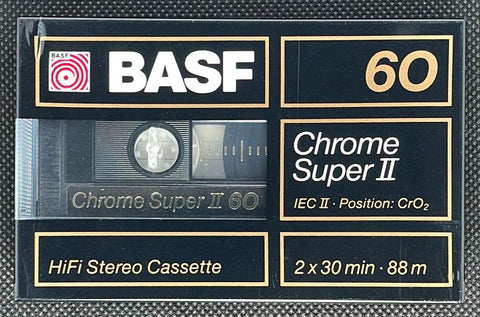 BASF
BASF
60
Chrome
Super II
IEC II · Position: CrO₂
Chrome Super II 60
HiFi Stereo Cassette
2 x 30 min · 88 m